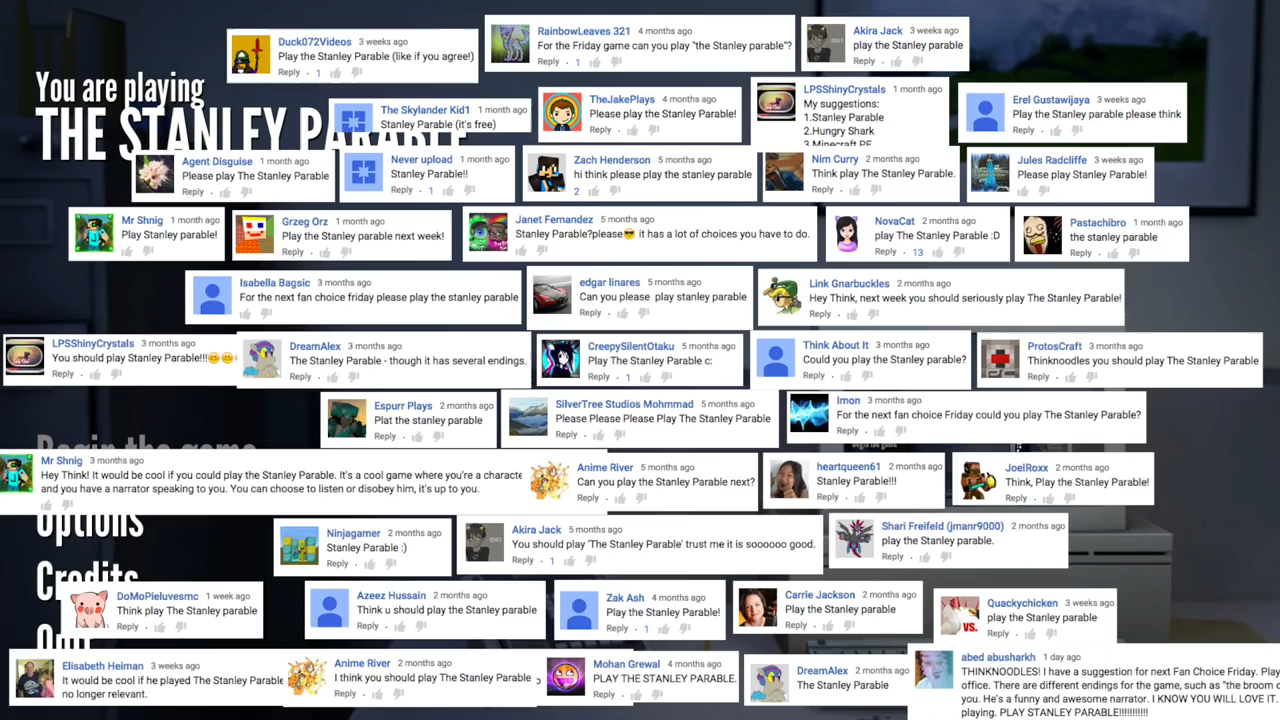 You are playing
THE STANLEY PARABLE
Duck072Videos 3 weeks ago
Play the Stanley Parable (like if you agree!)
Reply · 1
RainbowLeaves 321 4 months ago
For the Friday game can you play "the Stanley parable"?
Reply · 1
Akira Jack 3 weeks ago
play the Stanley parable
Reply ·
The Skylander Kid1 1 month ago
Stanley Parable (it's free)
TheJakePlays 4 months ago
Please play the Stanley Parable!
Reply ·
LPSShinyCrystals 1 month ago
My suggestions:
1.Stanley Parable
2.Hungry Shark
3.Minecraft PE
Erel Gustawijaya 3 weeks ago
Play the Stanley parable please think
Reply ·
Agent Disguise 1 month ago
Please play The Stanley Parable
Reply ·
Never upload 1 month ago
Stanley Parable!!
Reply · 1
Zach Henderson 5 months ago
hi think please play the stanley parable
2
Nim Curry 2 months ago
Think play The Stanley Parable.
Reply ·
Jules Radcliffe 3 weeks ago
Please play Stanley Parable!
Mr Shnig 1 month ago
Play Stanley parable!
Grzeg Orz 1 month ago
Play the Stanley parable next week!
Reply ·
Janet Fernandez 5 months ago
Stanley Parable?please😎 it has a lot of choices you have to do.
NovaCat 2 months ago
play The Stanley Parable :D
Reply · 13
Pastachibro 1 month ago
the stanley parable
Reply ·
Isabella Bagsic 3 months ago
For the next fan choice friday please play the stanley parable
edgar linares 5 months ago
Can you please play stanley parable
Reply ·
Link Gnarbuckles 2 months ago
Hey Think, next week you should seriously play The Stanley Parable!
Reply ·
LPSShinyCrystals 3 months ago
You should play Stanley Parable!!!😊😊
Reply ·
DreamAlex 3 months ago
The Stanley Parable - though it has several endings.
Reply ·
CreepySilentOtaku 5 months ago
Play The Stanley Parable c:
Reply · 1
Think About It 3 months ago
Could you play the Stanley parable?
Reply ·
ProtosCraft 3 months ago
Thinknoodles you should play The Stanley Parable
Reply ·
Espurr Plays 2 months ago
Plat the stanley parable
Reply ·
SilverTree Studios Mohmmad 5 months ago
Please Please Please Play The Stanley Parable
Reply ·
Imon 3 months ago
For the next fan choice Friday could you play The Stanley Parable?
Reply ·
Begin the game
Begin the game
Mr Shnig 3 months ago
Hey Think! It would be cool if you could play the Stanley Parable. It's a cool game where you're a characte
and you have a narrator speaking to you. You can choose to listen or disobey him, it's up to you.
Anime River 5 months ago
Can you play the Stanley Parable next?
Reply ·
heartqueen61 2 months ago
Stanley Parable!!!
Reply ·
JoelRoxx 2 months ago
Think, Play the Stanley Parable!
Reply ·
Options
Ninjagamer 2 months ago
Stanley Parable :)
Reply ·
Akira Jack 5 months ago
You should play 'The Stanley Parable' trust me it is soooooo good.
Reply · 1
Shari Freifeld (jmanr9000) 2 months ago
play the Stanley parable.
Reply ·
Credits
DoMoPieluvesmc 1 week ago
Think play The Stanley parable
Reply ·
Azeez Hussain 2 months ago
Think u should play the Stanley parable
Reply ·
Zak Ash 4 months ago
Play the Stanley Parable!
Reply · 1
Carrie Jackson 2 months ago
Play the Stanley parable
Reply ·
Quackychicken 3 weeks ago
play the Stanley parable
Reply ·
VS.
Quit
Elisabeth Heiman 3 weeks ago
It would be cool if he played The Stanley Parable
no longer relevant.
Anime River 2 months ago
I think you should play The Stanley Parable
Reply ·
Mohan Grewal 4 months ago
PLAY THE STANLEY PARABLE.
Reply ·
DreamAlex 2 months ago
The Stanley Parable
Reply ·
abed abusharkh 1 day ago
THINKNOODLES! I have a suggestion for next Fan Choice Friday. Play
office. There are different endings for the game, such as "the broom c
you. He's a funny and awesome narrator. I KNOW YOU WILL LOVE IT.
playing. PLAY STANLEY PARABLE!!!!!!!!!!!